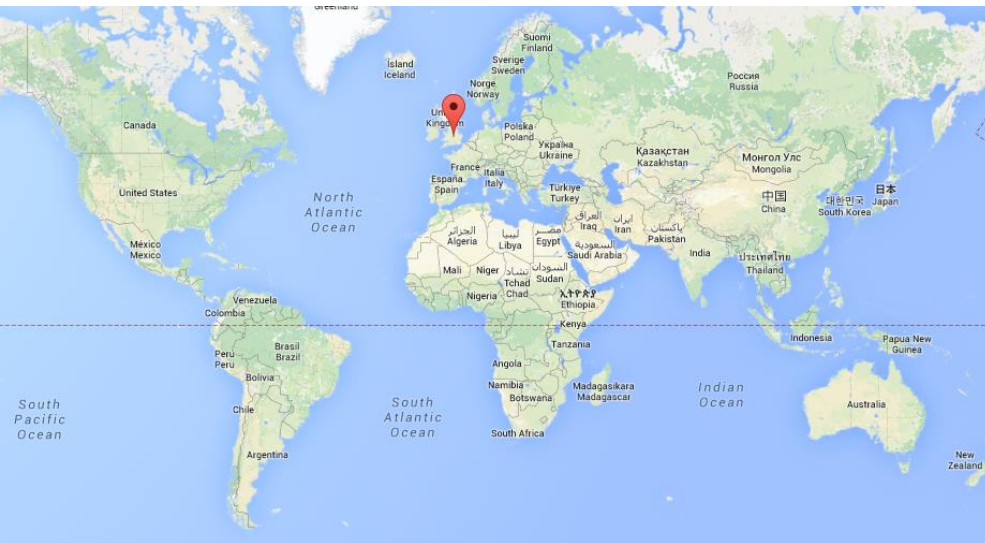 Greenland
Suomi
Finland
Ísland
Iceland
Sverige
Sweden
Norge
Norway
Россия
Russia
Canada
Kingdom
Polska
Poland
Україна
Ukraine
Қазақстан
Kazakhstan
Монгол Улс
Mongolia
France
Italia
Italy
España
Spain
Türkiye
Turkey
United States
中国
China
대한민국
South Korea
日本
Japan
North
Atlantic
Ocean
العراق
Iraq
ایران
Iran
پاکستان
Pakistan
الجزائر
Algeria
ليبيا
Libya
مصر
Egypt
السعودية
Saudi Arabia
India
México
Mexico
ประเทศไทย
Thailand
Mali
Niger
تشاد
Tchad
Chad
السودان
Sudan
Nigeria
ኢትዮጵያ
Ethiopia
Venezuela
Colombia
Kenya
Indonesia
Papua New
Guinea
Tanzania
Brasil
Brazil
Perú
Peru
Bolivia
Angola
Namibia
Botswana
Madagasikara
Madagascar
Indian
Ocean
South
Pacific
Ocean
Chile
South
Atlantic
Ocean
Australia
South Africa
Argentina
New
Zealand